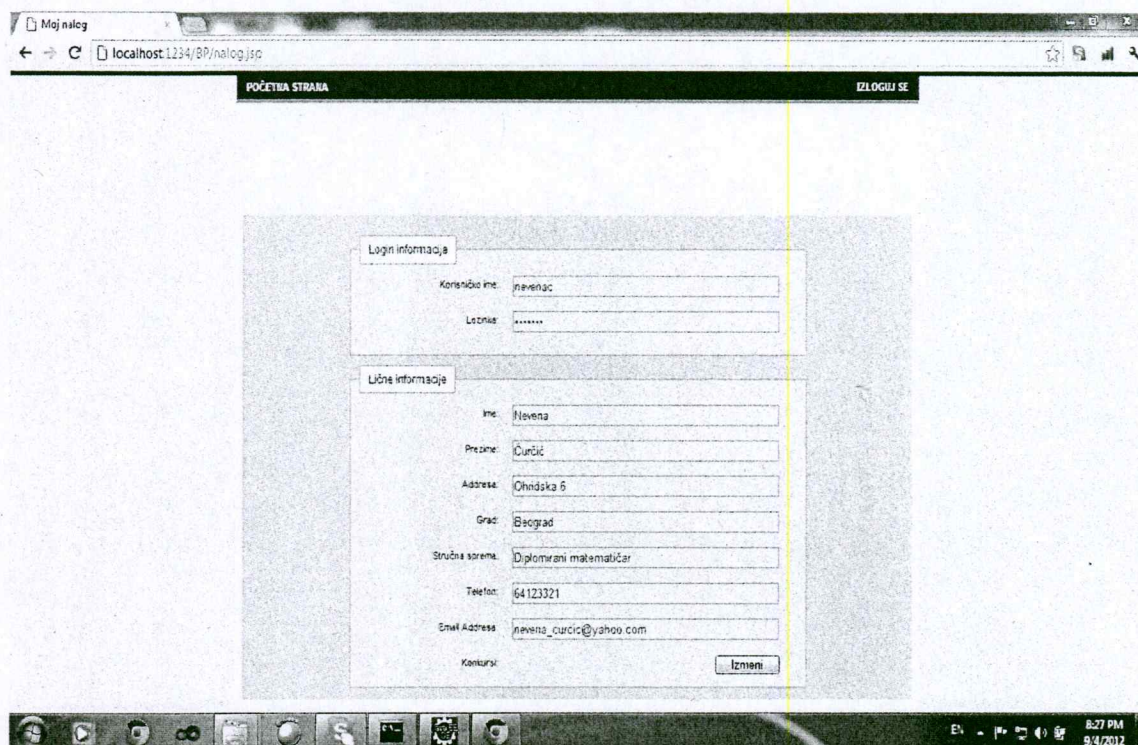 Moj nalog
localhost:1234/BP/nalog.jsp
POČETNA STRANA IZLOGUJ SE
Login informacija
Korisničko ime: nevenac
Lozinka: •••••••
Lične informacije
Ime: Nevena
Prezime: Ćurčić
Addresa: Ohridska 6
Grad: Beograd
Stručna sprema: Diplomirani matematičar
Telefon: 64123321
Email Address: nevena_curcic@yahoo.com
Konkursi: Izmeni
EN 8:27 PM
9/4/2012